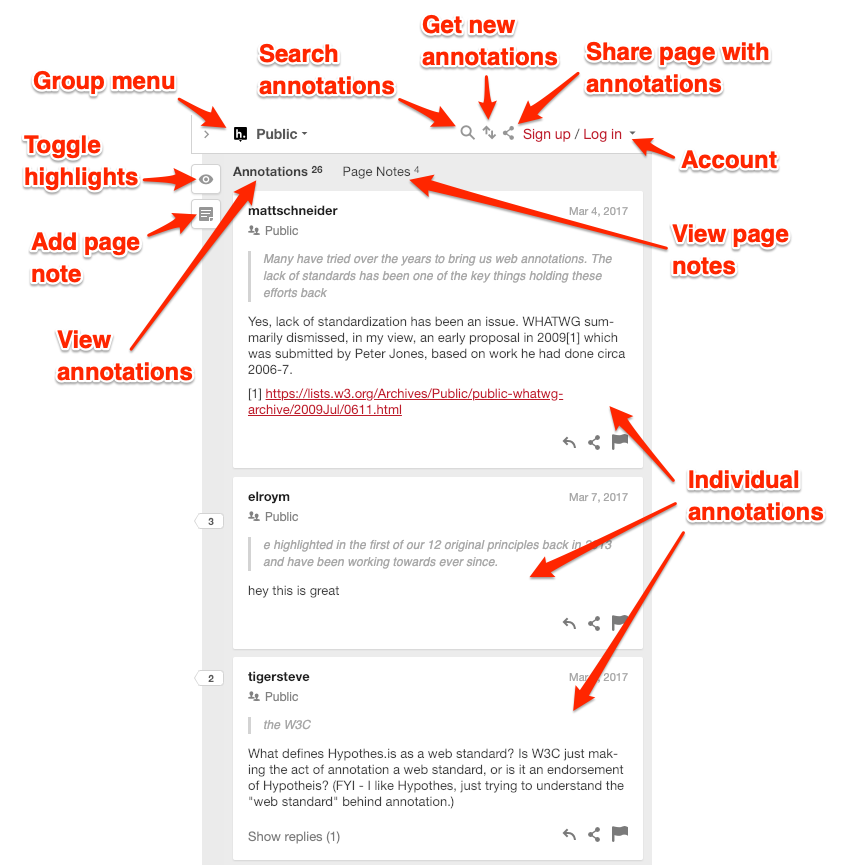 Get new
annotations
Search
annotations
Share page with
annotations
Group menu
h. Public
Sign up / Log in
Toggle
highlights
Account
Annotations 26 Page Notes 4
Add page
note
View page
notes
View
annotations
mattschneider Mar 4, 2017
Public
Many have tried over the years to bring us web annotations. The
lack of standards has been one of the key things holding these
efforts back
Yes, lack of standardization has been an issue. WHATWG sum-
marily dismissed, in my view, an early proposal in 2009[1] which
was submitted by Peter Jones, based on work he had done circa
2006-7.
[1] https://lists.w3.org/Archives/Public/public-whatwg-
archive/2009Jul/0611.html
Individual
annotations
elroym Mar 7, 2017
3
Public
e highlighted in the first of our 12 original principles back in 2013
and have been working towards ever since.
hey this is great
2
tigersteve Mar , 2017
Public
the W3C
What defines Hypothes.is as a web standard? Is W3C just mak-
ing the act of annotation a web standard, or is it an endorsement
of Hypotheis? (FYI - I like Hypothes, just trying to understand the
"web standard" behind annotation.)
Show replies (1)